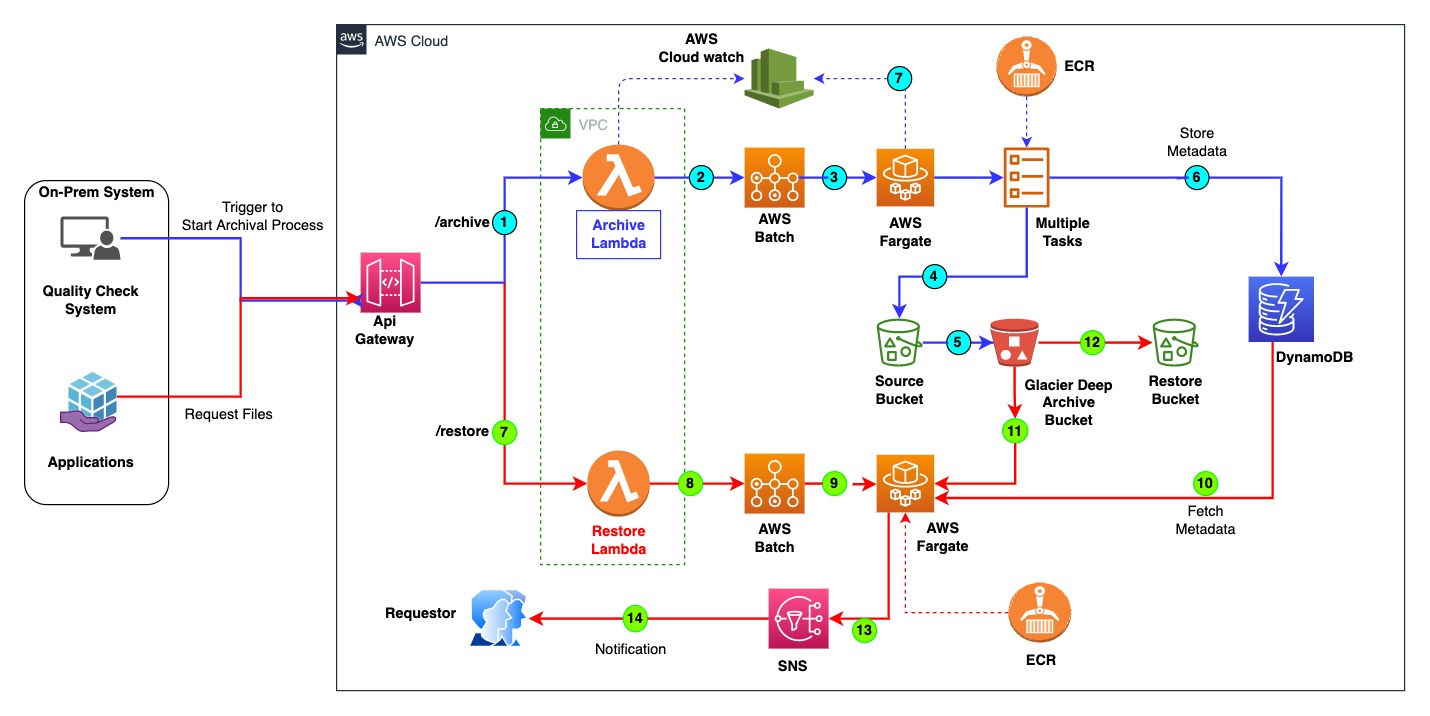 aws
AWS Cloud
AWS
Cloud watch
7
ECR
VPC
Store
Metadata
On-Prem System
Trigger to
Start Archival Process
2
3
6
/archive
1
Archive
Lambda
AWS
Batch
AWS
Fargate
Multiple
Tasks
4
Quality Check
System
Api
Gateway
5
12
DynamoDB
Source
Bucket
Glacier Deep
Archive
Bucket
Restore
Bucket
Request Files
/restore
7
11
Applications
8
9
10
Fetch
Metadata
Restore
Lambda
AWS
Batch
AWS
Fargate
Requestor
14
Notification
13
SNS
ECR